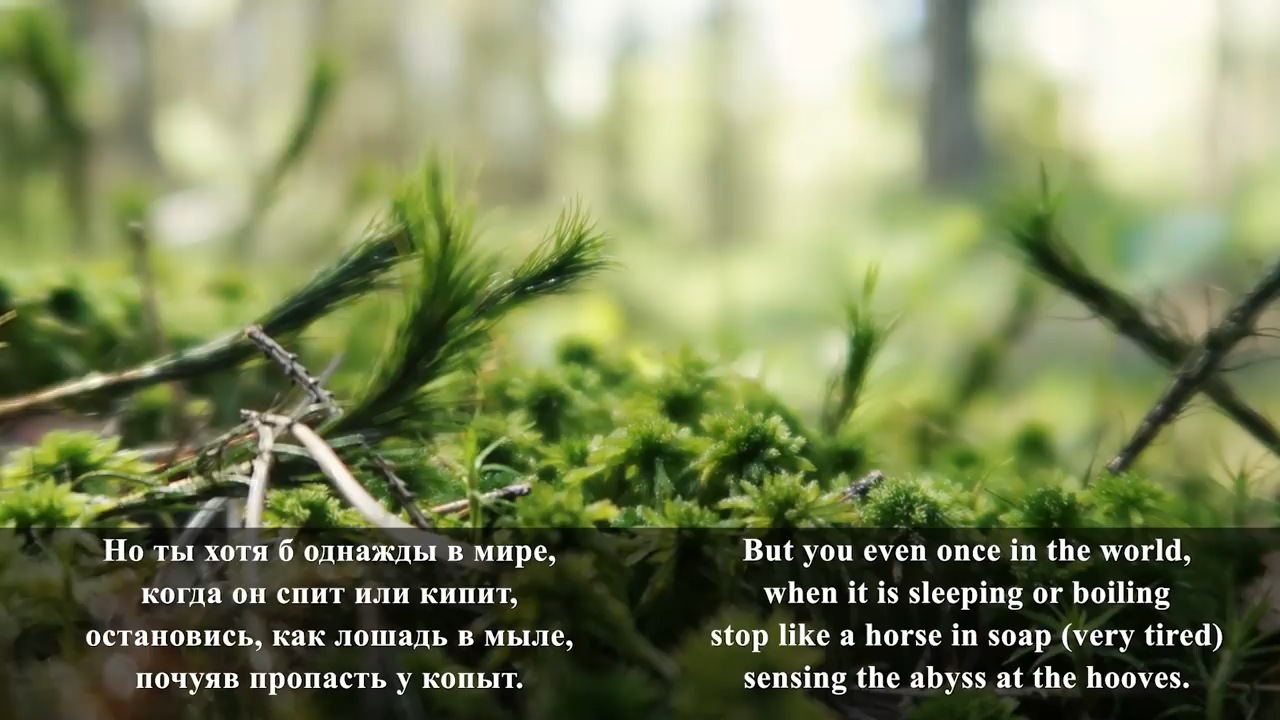 Но ты хотя б однажды в мире,
когда он спит или кипит,
остановись, как лошадь в мыле,
почуяв пропасть у копыт.
But you even once in the world,
when it is sleeping or boiling
stop like a horse in soap (very tired)
sensing the abyss at the hooves.